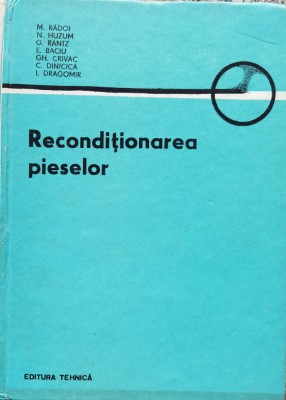 M. RĂDOI
N. HUZUM
G. RANTZ
E. BACIU
GH. CRIVAC
C. DINICICĂ
I. DRAGOMIR
Recondiționarea
pieselor
EDITURA TEHNICĂ